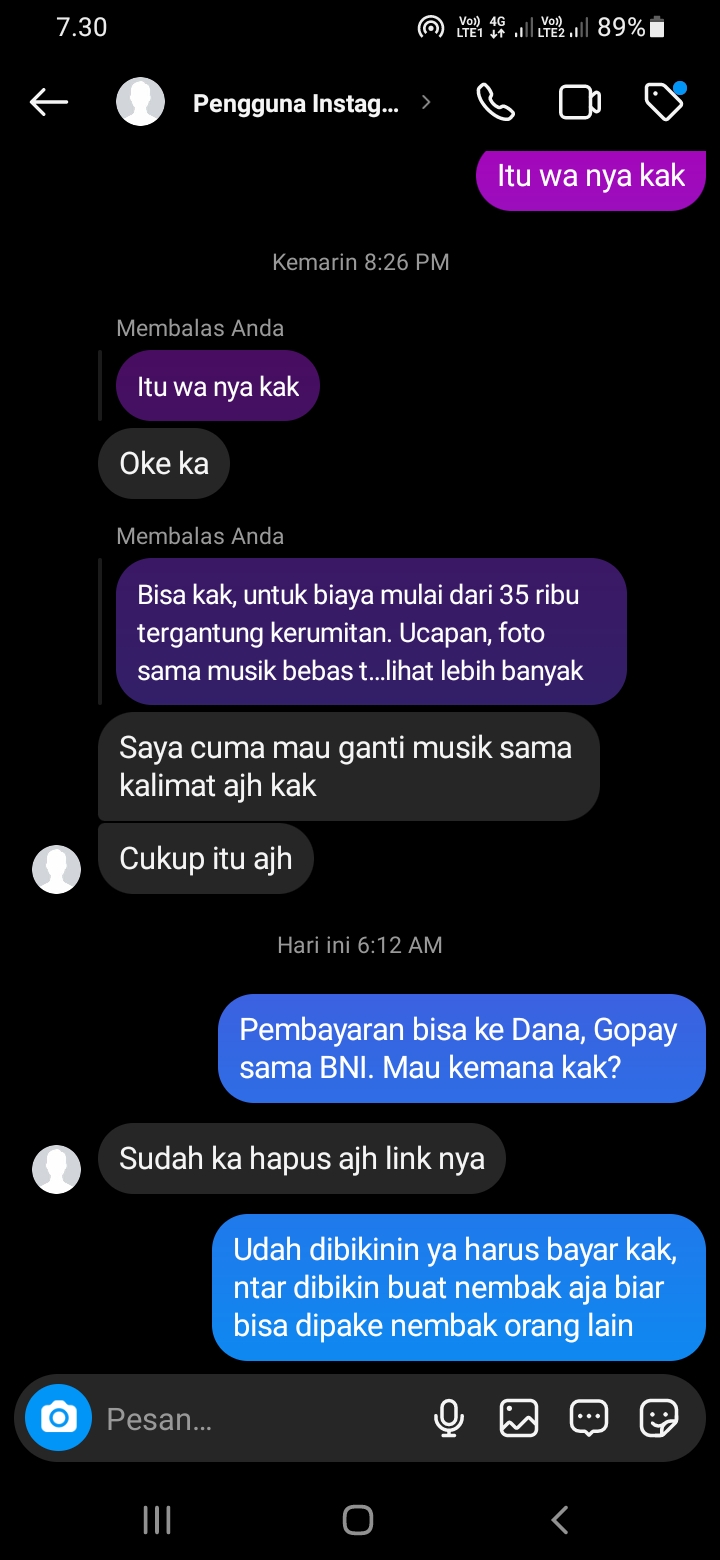 7.30
Vo)) LTE1 4G Vo)) LTE2 89%
Pengguna Instag...
Itu wa nya kak
Kemarin 8:26 PM
Membalas Anda
Itu wa nya kak
Oke ka
Membalas Anda
Bisa kak, untuk biaya mulai dari 35 ribu
tergantung kerumitan. Ucapan, foto
sama musik bebas t...lihat lebih banyak
Saya cuma mau ganti musik sama
kalimat ajh kak
Cukup itu ajh
Hari ini 6:12 AM
Pembayaran bisa ke Dana, Gopay
sama BNI. Mau kemana kak?
Sudah ka hapus ajh link nya
Udah dibikinin ya harus bayar kak,
ntar dibikin buat nembak aja biar
bisa dipake nembak orang lain
Pesan...